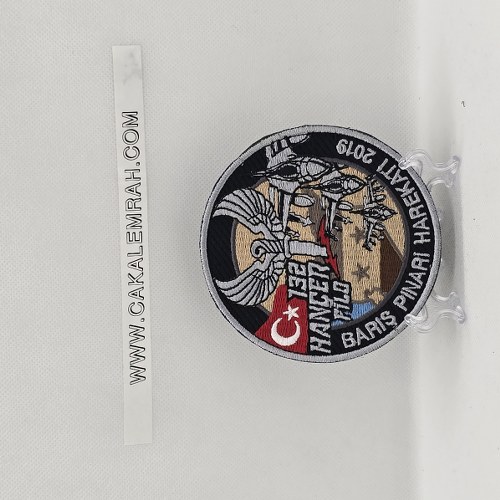 WWW.CAKALEMRAH.COM
132
HANÇER
FİLO
BARIŞ PINARI HAREKATI 2019